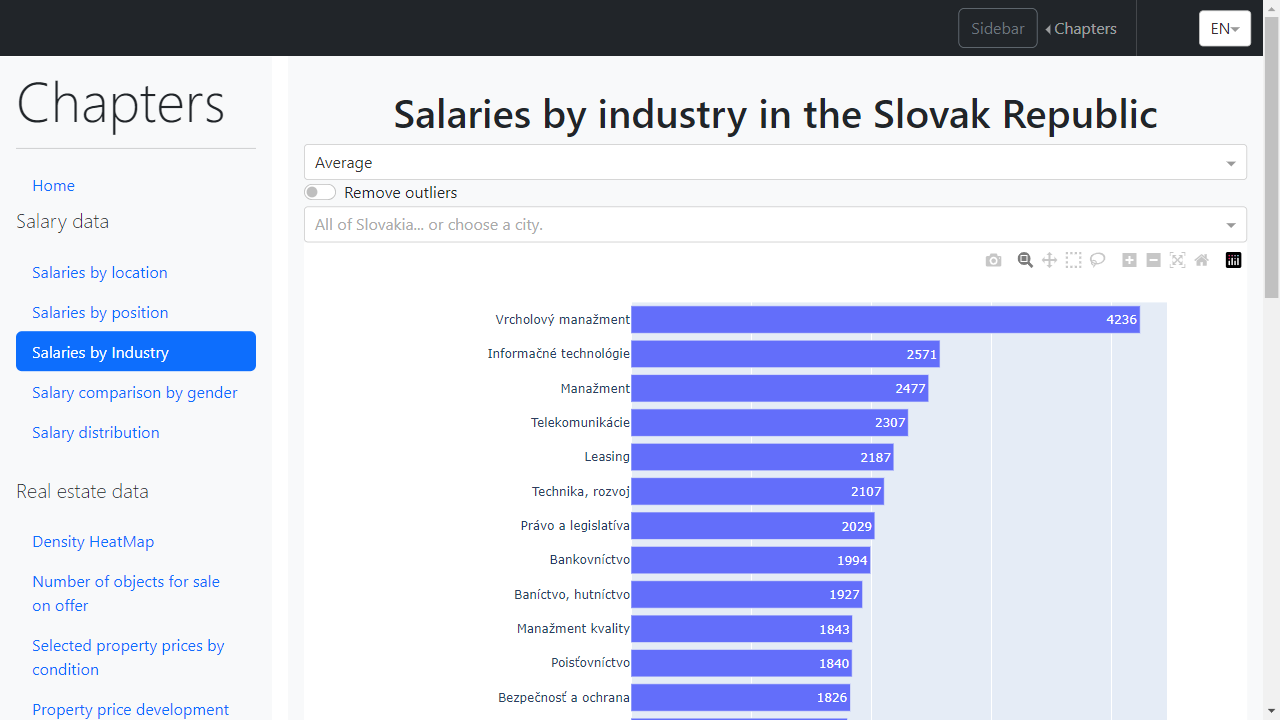 Sidebar
Chapters
EN
Chapters
Home
Salary data
Salaries by location
Salaries by position
Salaries by Industry
Salary comparison by gender
Salary distribution
Real estate data
Density HeatMap
Number of objects for sale
on offer
Selected property prices by
condition
Property price development
Salaries by industry in the Slovak Republic
Average
Remove outliers
All of Slovakia... or choose a city.
Vrcholový manažment 4236
Informačné technológie 2571
Manažment 2477
Telekomunikácie 2307
Leasing 2187
Technika, rozvoj 2107
Právo a legislatíva 2029
Bankovníctvo 1994
Baníctvo, hutníctvo 1927
Manažment kvality 1843
Poisťovníctvo 1840
Bezpečnosť a ochrana 1826